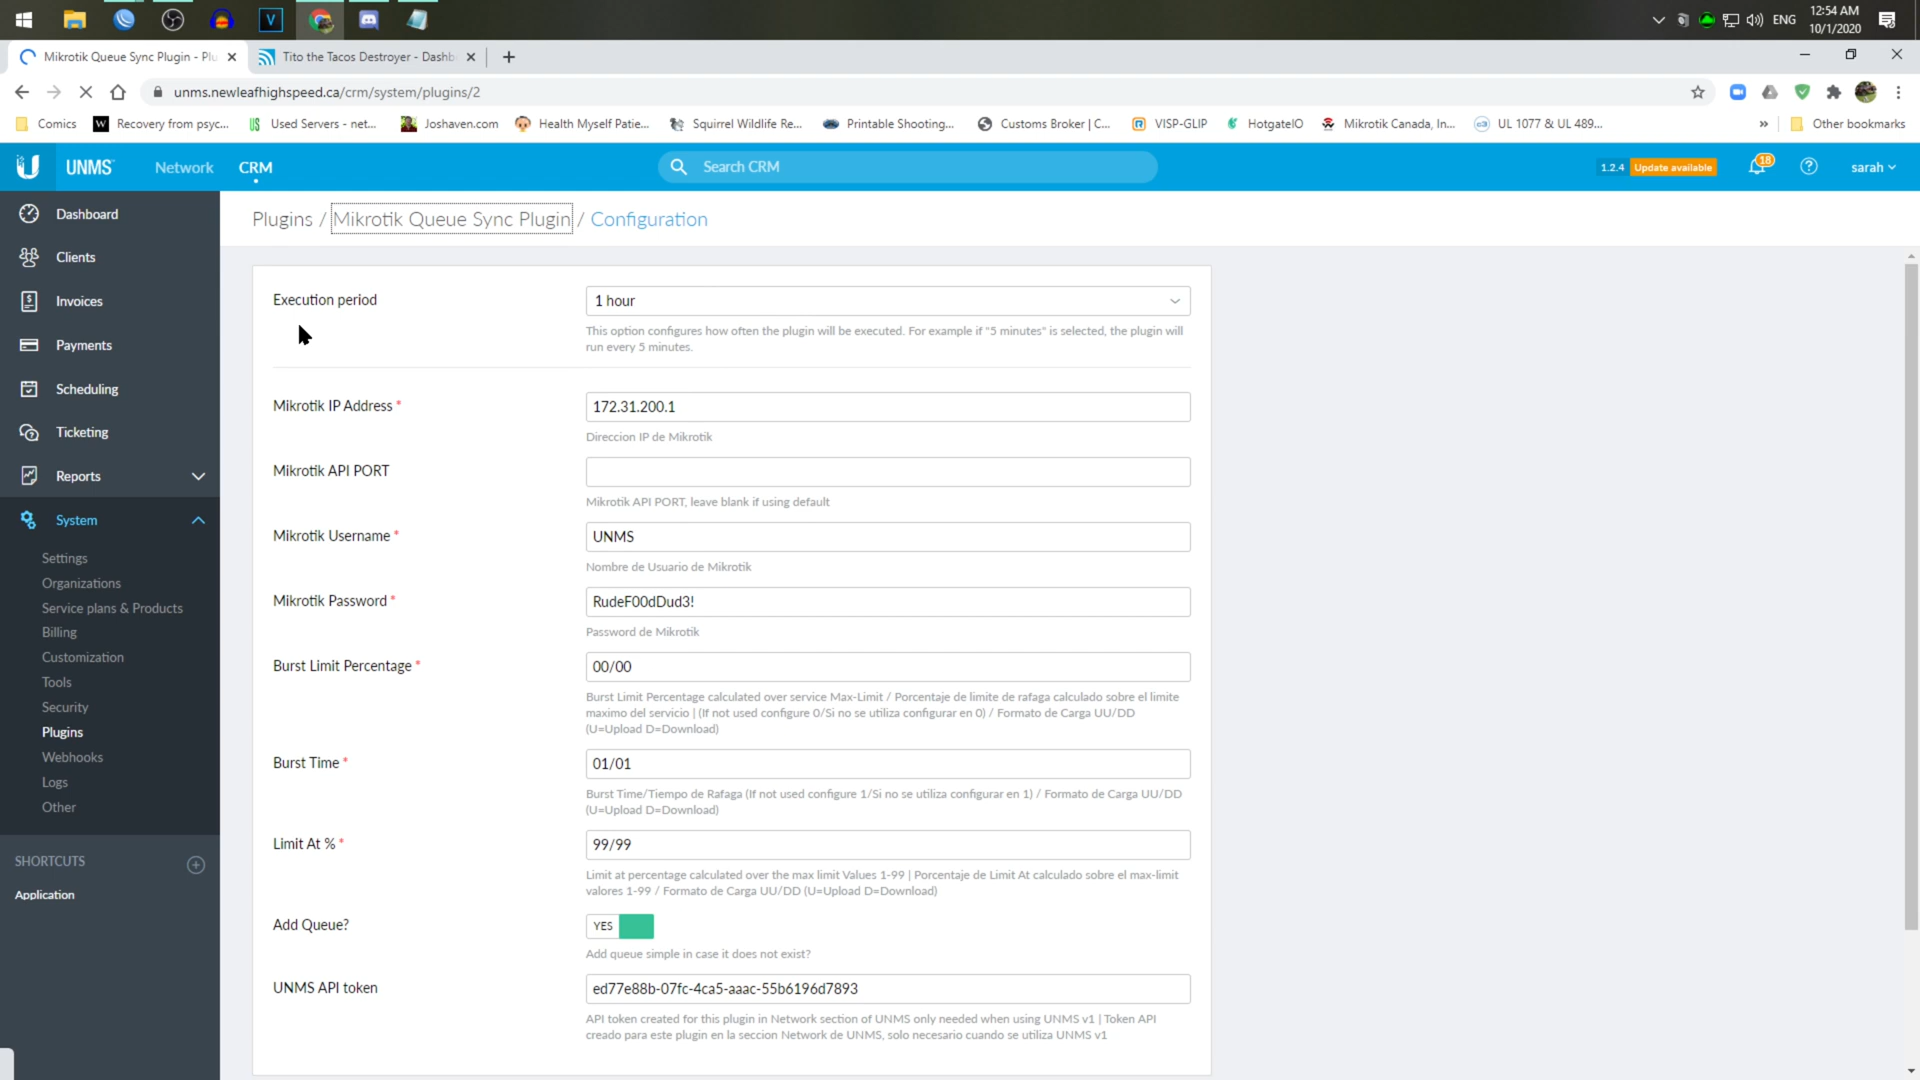 ENG
12:54 AM
10/1/2020
Mikrotik Queue Sync Plugin - Plu
Tito the Tacos Destroyer - Dashb
unms.newleafhighspeed.ca/crm/system/plugins/2
Comics
Recovery from psyc...
Used Servers - net...
Joshaven.com
Health Myself Patie...
Squirrel Wildlife Re...
Printable Shooting...
Customs Broker | C...
VISP-GLIP
HotgateIO
Mikrotik Canada, In...
UL 1077 & UL 489...
»
Other bookmarks
UNMS
Network
CRM
Search CRM
1.2.4
Update available
18
sarah
Dashboard
Clients
Invoices
Payments
Scheduling
Ticketing
Reports
System
Settings
Organizations
Service plans & Products
Billing
Customization
Tools
Security
Plugins
Webhooks
Logs
Other
SHORTCUTS
Application
Plugins / Mikrotik Queue Sync Plugin / Configuration
Execution period
1 hour
This option configures how often the plugin will be executed. For example if "5 minutes" is selected, the plugin will
run every 5 minutes.
Mikrotik IP Address *
172.31.200.1
Direccion IP de Mikrotik
Mikrotik API PORT
Mikrotik API PORT, leave blank if using default
Mikrotik Username *
UNMS
Nombre de Usuario de Mikrotik
Mikrotik Password *
RudeF00dDud3!
Password de Mikrotik
Burst Limit Percentage *
00/00
Burst Limit Percentage calculated over service Max-Limit / Porcentaje de limite de rafaga calculado sobre el limite
maximo del servicio | (If not used configure 0/Si no se utiliza configurar en 0) / Formato de Carga UU/DD
(U=Upload D=Download)
Burst Time *
01/01
Burst Time/Tiempo de Rafaga (If not used configure 1/Si no se utiliza configurar en 1) / Formato de Carga UU/DD
(U=Upload D=Download)
Limit At % *
99/99
Limit at percentage calculated over the max limit Values 1-99 | Porcentaje de Limit At calculado sobre el max-limit
valores 1-99 / Formato de Carga UU/DD (U=Upload D=Download)
Add Queue?
YES
Add queue simple in case it does not exist?
UNMS API token
ed77e88b-07fc-4ca5-aaac-55b6196d7893
API token created for this plugin in Network section of UNMS only needed when using UNMS v1 | Token API
creado para este plugin en la seccion Network de UNMS, solo necesario cuando se utiliza UNMS v1